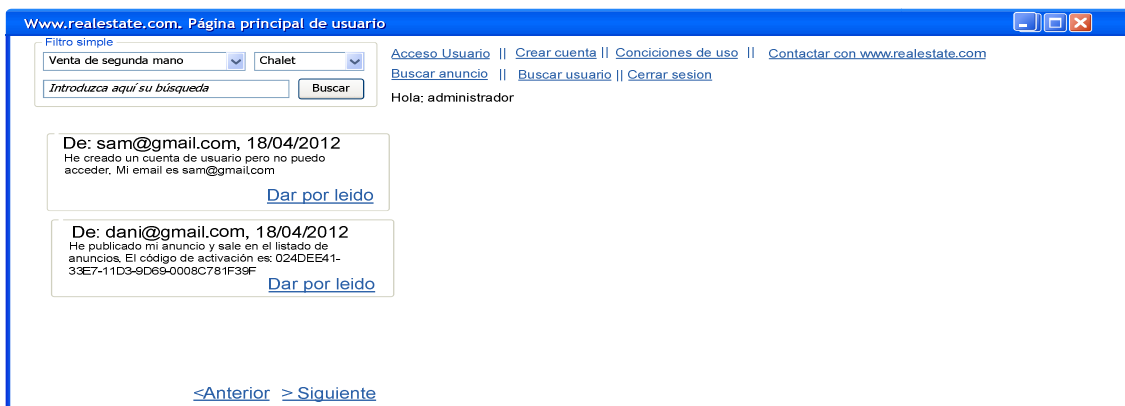 Www.realestate.com. Página principal de usuario
Filtro simple
Venta de segunda mano Chalet
Introduzca aquí su búsqueda Buscar
Acceso Usuario || Crear cuenta || Conciciones de uso || Contactar con www.realestate.com
Buscar anuncio || Buscar usuario || Cerrar sesion
Hola; administrador
De: sam@gmail.com, 18/04/2012
He creado un cuenta de usuario pero no puedo
acceder. Mi email es sam@gmail.com
Dar por leido
De: dani@gmail.com, 18/04/2012
He publicado mi anuncio y sale en el listado de
anuncios. El código de activación es: 024DEE41-
33E7-11D3-9D69-0008C781F39F
Dar por leido
<Anterior > Siguiente